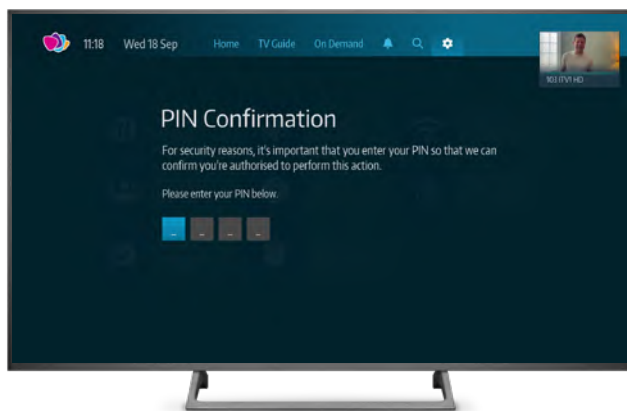 11:18 Wed 18 Sep Home TV Guide On Demand
101 ITV1 HD
PIN Confirmation
For security reasons, it's important that you enter your PIN so that we can
confirm you're authorised to perform this action.
Please enter your PIN below.
_ _ _ _